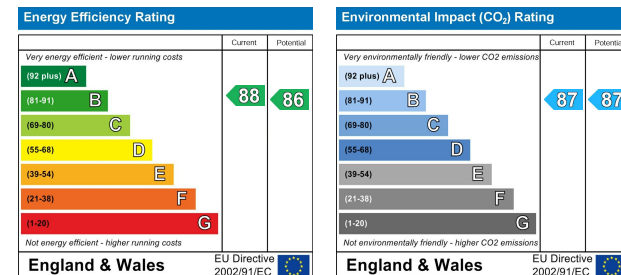 Energy Efficiency Rating
Current Potential
Very energy efficient - lower running costs
(92 plus) A
(81-91) B 88 86
(69-80) C
(55-68) D
(39-54) E
(21-38) F
(1-20) G
Not energy efficient - higher running costs
England & Wales EU Directive 2002/91/EC
Environmental Impact (CO₂) Rating
Current Potential
Very environmentally friendly - lower CO2 emissions
(92 plus) A
(81-91) B 87 87
(69-80) C
(55-68) D
(39-54) E
(21-38) F
(1-20) G
Not environmentally friendly - higher CO2 emissions
England & Wales EU Directive 2002/91/EC